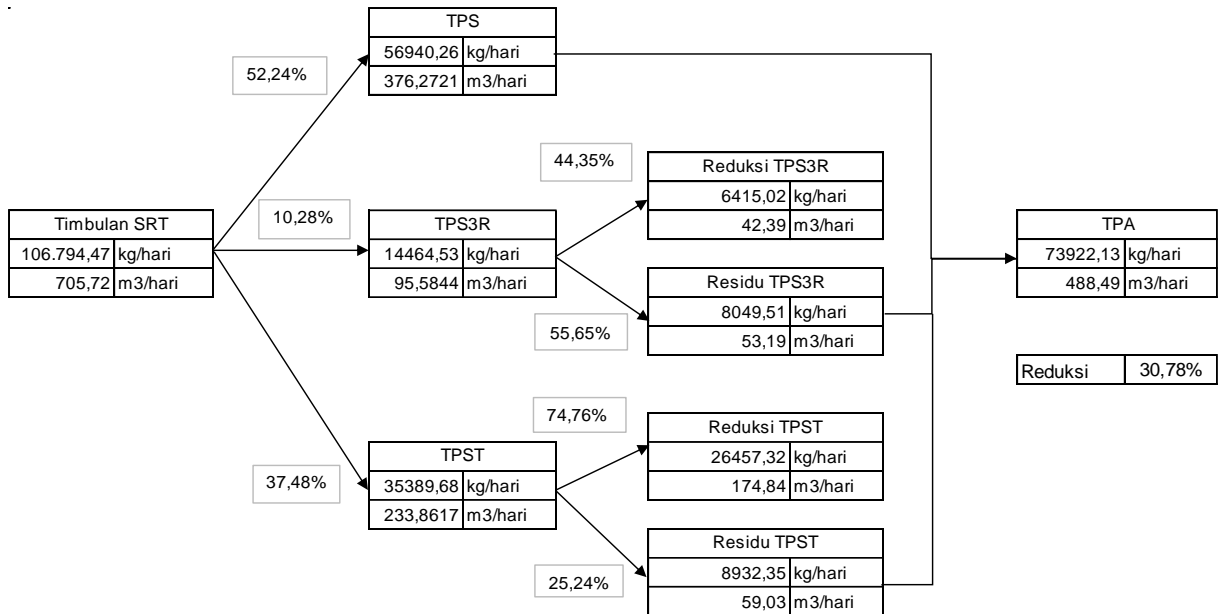 TPS
56940,26 kg/hari
376,2721 m3/hari
52,24%
44,35%
Reduksi TPS3R
6415,02 kg/hari
42,39 m3/hari
Timbulan SRT
106.794,47 kg/hari
705,72 m3/hari
10,28%
TPS3R
14464,53 kg/hari
95,5844 m3/hari
TPA
73922,13 kg/hari
488,49 m3/hari
Residu TPS3R
8049,51 kg/hari
53,19 m3/hari
55,65%
Reduksi 30,78%
74,76%
Reduksi TPST
26457,32 kg/hari
174,84 m3/hari
37,48%
TPST
35389,68 kg/hari
233,8617 m3/hari
Residu TPST
8932,35 kg/hari
59,03 m3/hari
25,24%